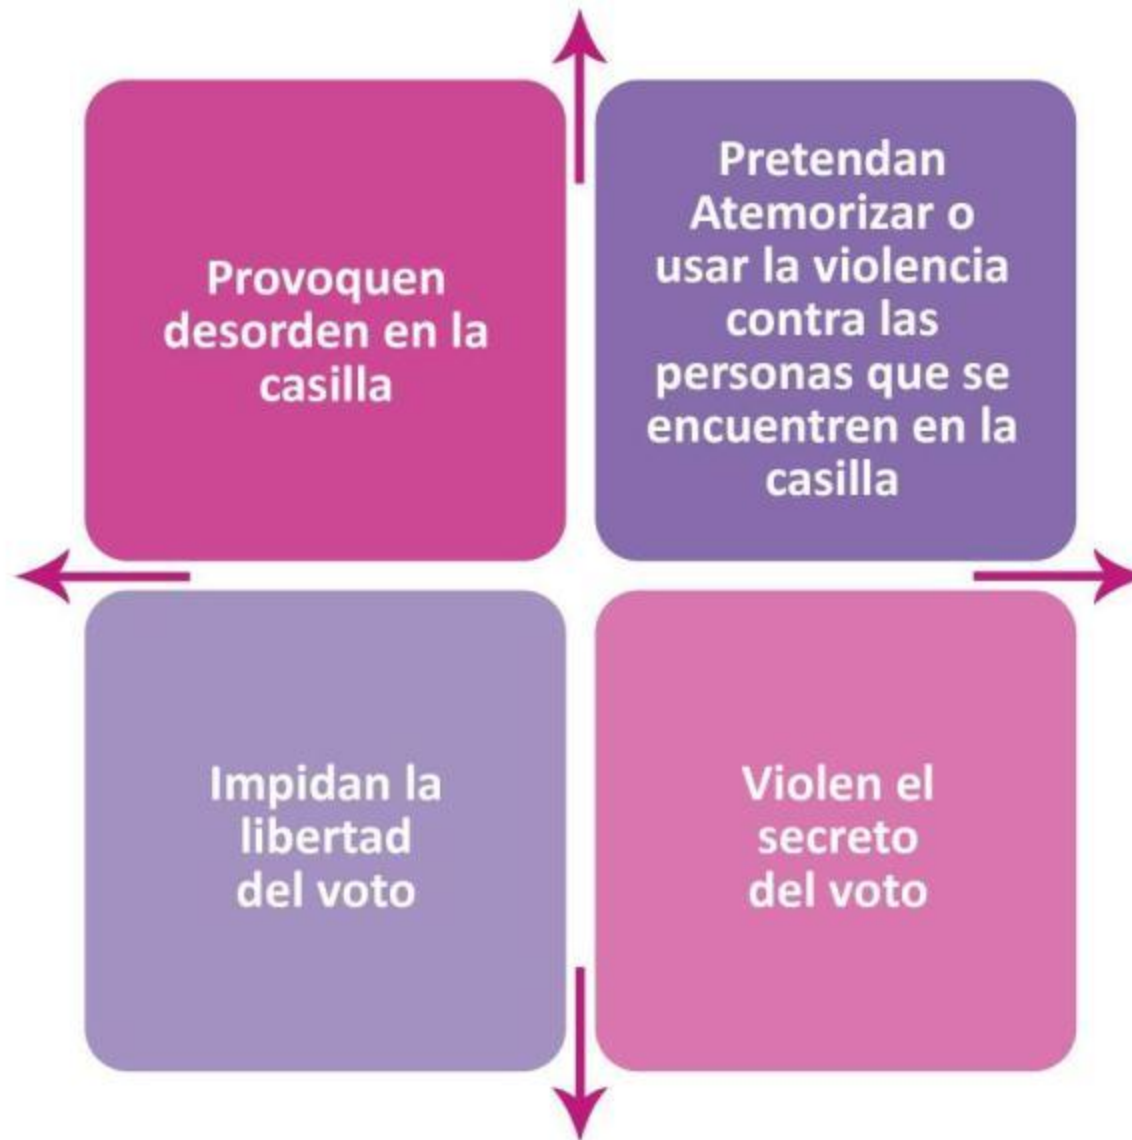 Provoquen
desorden en la
casilla
Pretendan
Atemorizar o
usar la violencia
contra las
personas que se
encuentren en la
casilla
Impidan la
libertad
del voto
Violen el
secreto
del voto